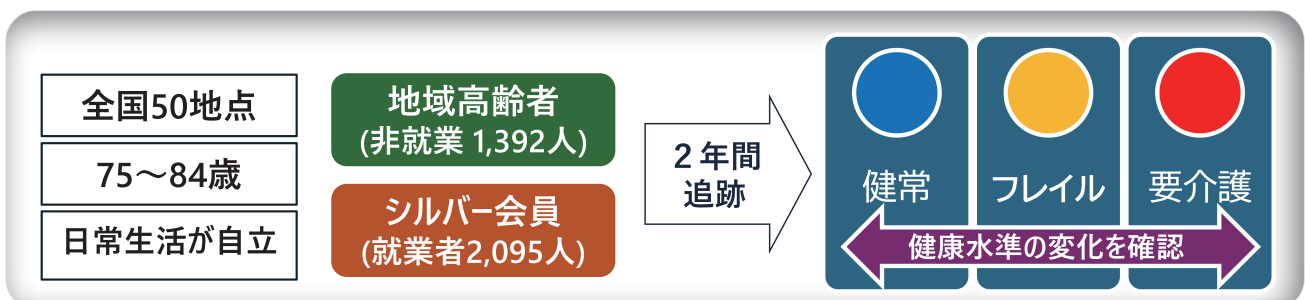 全国50地点
75～84歳
日常生活が自立
地域高齢者
(非就業 1,392人)
シルバー会員
(就業者2,095人)
２年間
追跡
健常
フレイル
要介護
健康水準の変化を確認